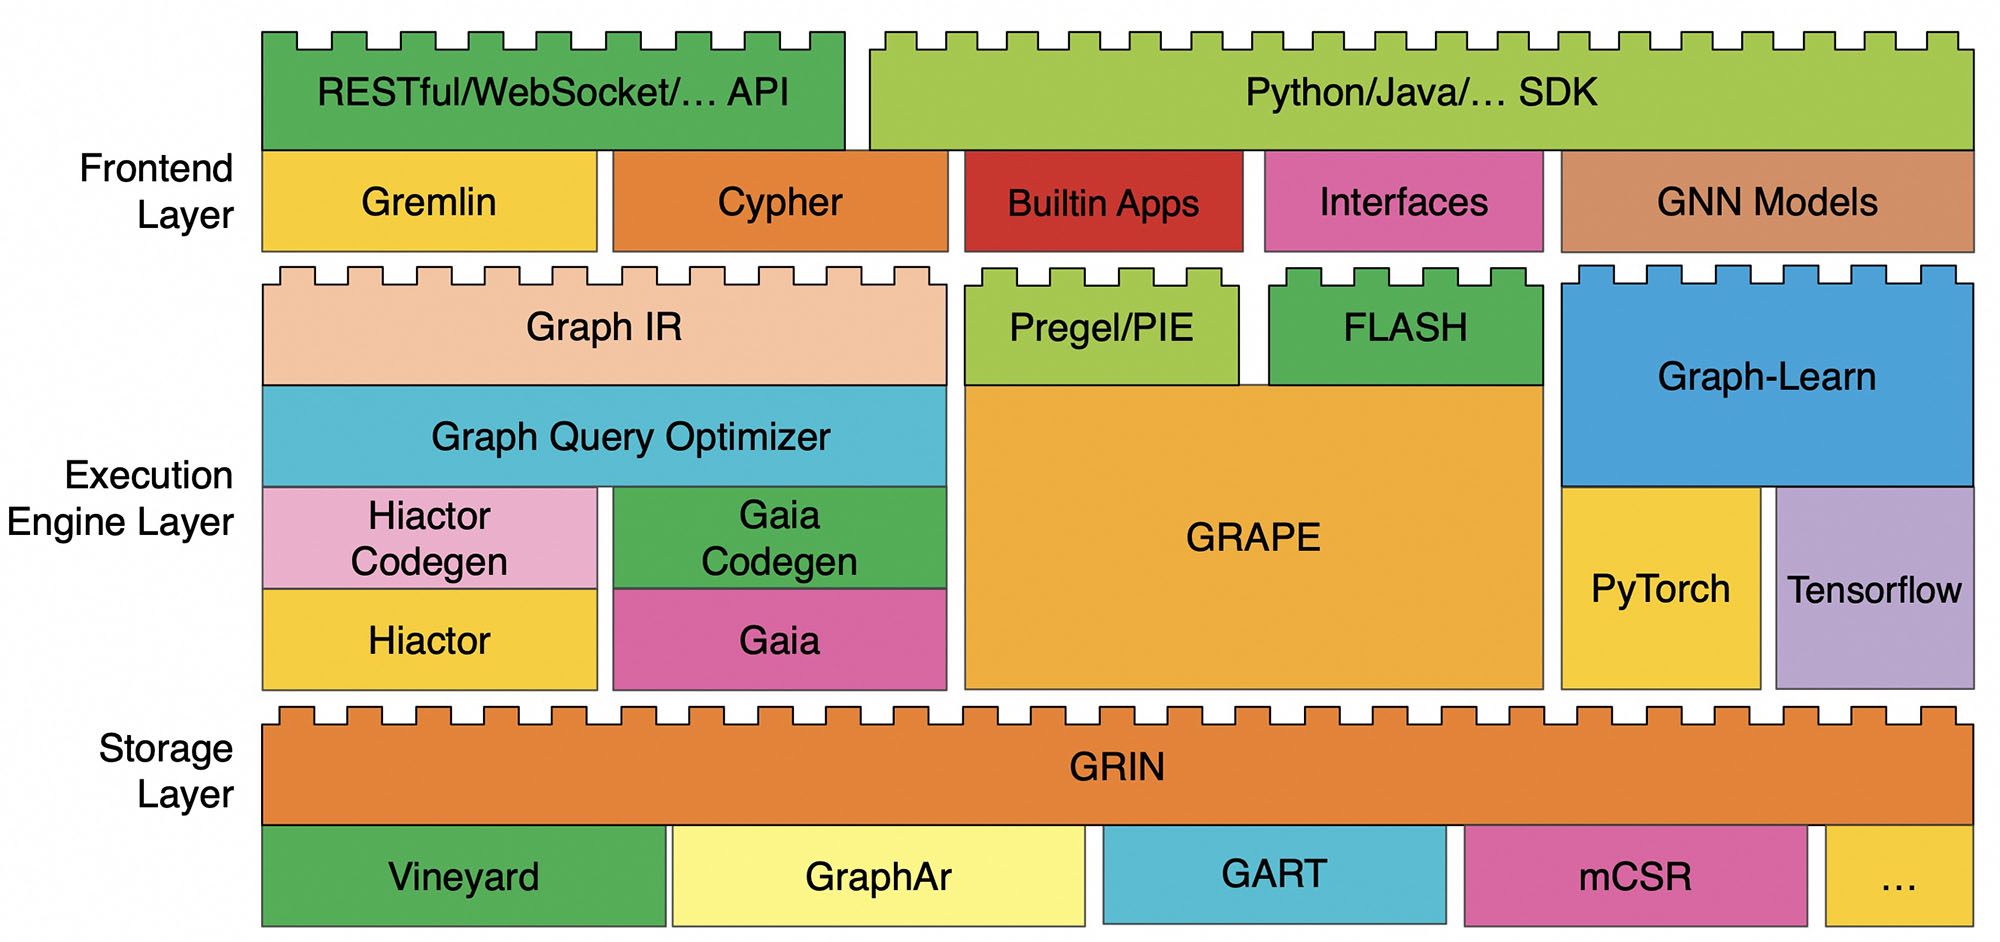 RESTful/WebSocket/… API
Python/Java/… SDK
Frontend
Layer
Gremlin
Cypher
Builtin Apps
Interfaces
GNN Models
Graph IR
Pregel/PIE
FLASH
Graph-Learn
Graph Query Optimizer
Execution
Engine Layer
Hiactor
Codegen
Gaia
Codegen
GRAPE
PyTorch
Tensorflow
Hiactor
Gaia
Storage
Layer
GRIN
Vineyard
GraphAr
GART
mCSR
…